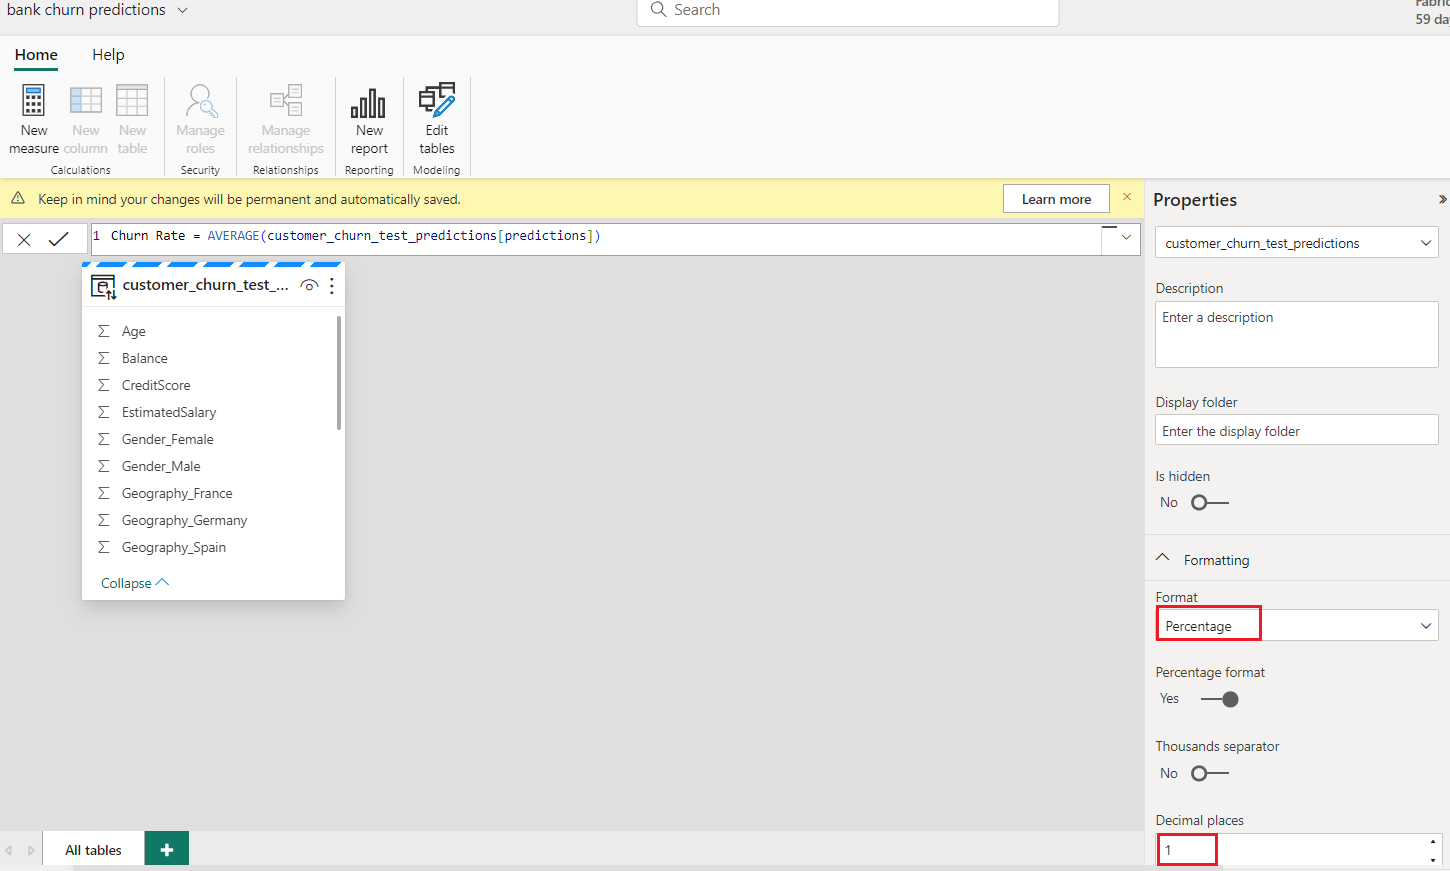 bank churn predictions
Search
Fabric
59 da
Home
Help
New measure
New column
New table
Calculations
Manage roles
Security
Manage relationships
Relationships
New report
Reporting
Edit tables
Modeling
Keep in mind your changes will be permanent and automatically saved.
Learn more
1 Churn Rate = AVERAGE(customer_churn_test_predictions[predictions])
customer_churn_test_...
Age
Balance
CreditScore
EstimatedSalary
Gender_Female
Gender_Male
Geography_France
Geography_Germany
Geography_Spain
Collapse
All tables
Properties
customer_churn_test_predictions
Description
Enter a description
Display folder
Enter the display folder
Is hidden
No
Formatting
Format
Percentage
Percentage format
Yes
Thousands separator
No
Decimal places
1